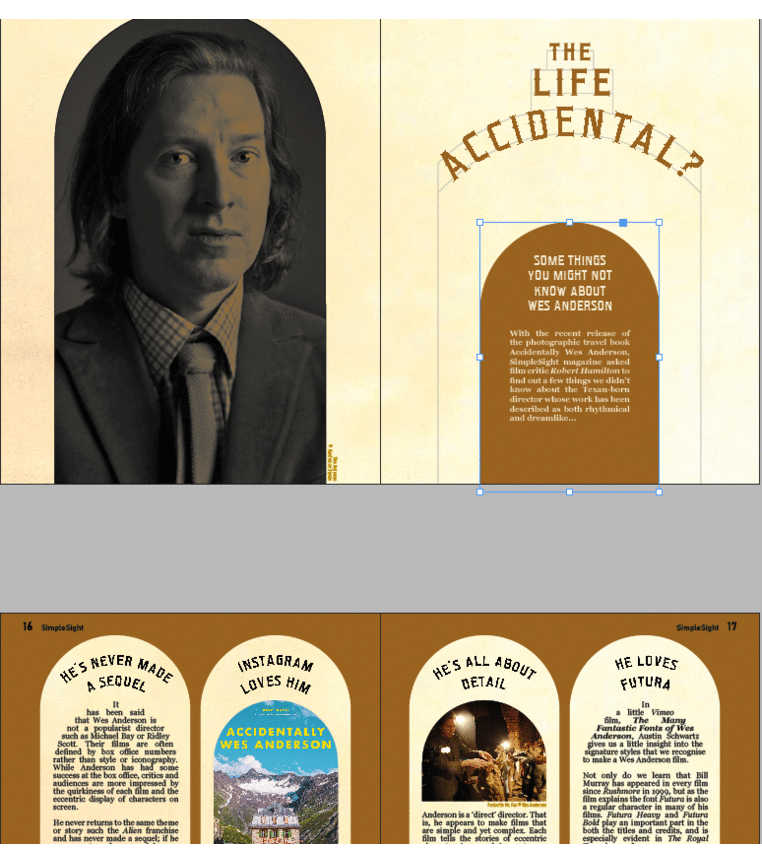 THE
LIFE
ACCIDENTAL?
SOME THINGS
YOU MIGHT NOT
KNOW ABOUT
WES ANDERSON
With the recent release of
the photographic travel book
Accidentally Wes Anderson,
SimpleSight magazine asked
film critic Robert Hamilton to
find out a few things we didn't
know about the Texan-born
director whose work has been
described as both rhythmical
and dreamlike...
16 SimpleSight
SimpleSight 17
HE'S NEVER MADE
A SEQUEL
It
has been said
that Wes Anderson is
not a popularist director
such as Michael Bay or Ridley
Scott. Their films are often
defined by box office numbers
rather than style or iconography.
While Anderson has had some
success at the box office, critics and
audiences are more impressed by
the quirkiness of each film and the
eccentric display of characters on
screen.
He never returns to the same theme
or story such the Alien franchise
and has never made a sequel; if he
INSTAGRAM
LOVES HIM
ACCIDENTALLY
WES ANDERSON
HE'S ALL ABOUT
DETAIL
Fantastic Mr. Fox © Wes Anderson
Anderson is a 'direct' director. That
is, he appears to make films that
are simple and yet complex. Each
film tells the stories of eccentric
HE LOVES
FUTURA
In
a little Vimeo
film, The Many
Fantastic Fonts of Wes
Anderson, Austin Schwartz
gives us a little insight into the
signature styles that we recognise
to make a Wes Anderson film.
Not only do we learn that Bill
Murray has appeared in every film
since Rushmore in 1999, but as the
film explains the font Futura is also
a regular character in many of his
films. Futura Heavy and Futura
Bold play an important part in the
both the titles and credits, and is
especially evident in The Royal